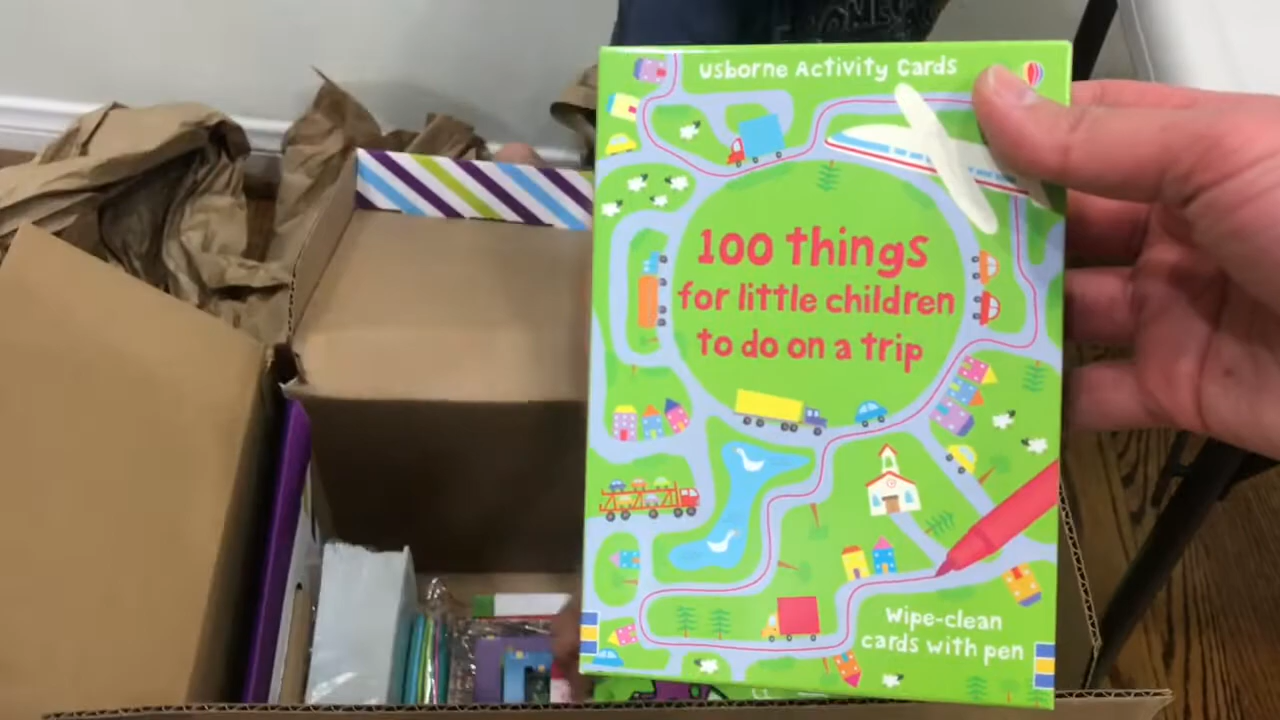 Usborne Activity Cards
100 things
for little children
to do on a trip
Wipe-clean
cards with pen